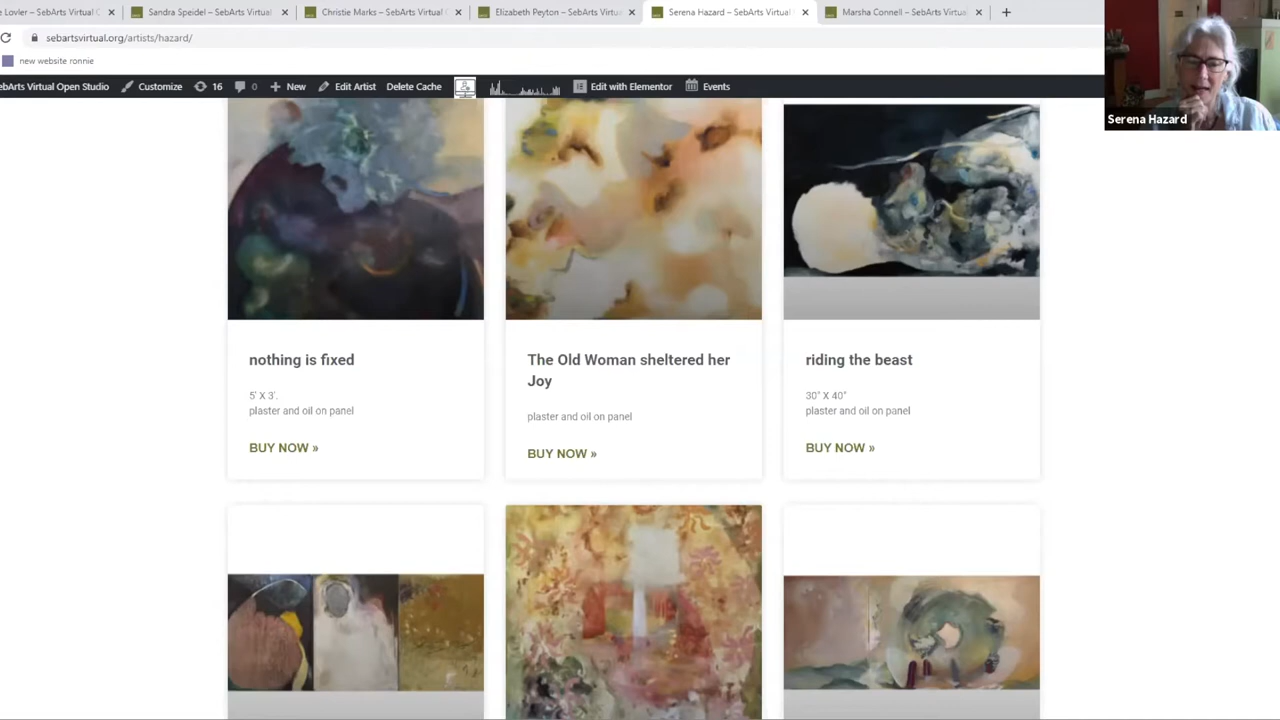 Lovler – SebArts Virtual
Sandra Speidel – SebArts Virtual
Christie Marks – SebArts Virtual
Elizabeth Peyton – SebArts Virtua
Serena Hazard – SebArts Virtual
Marsha Connell – SebArts Virtua
sebartsvirtual.org/artists/hazard/
new website ronnie
ebArts Virtual Open Studio
Customize
16
0
New
Edit Artist
Delete Cache
Edit with Elementor
Events
Serena Hazard
nothing is fixed
5' X 3'.
plaster and oil on panel
BUY NOW »
The Old Woman sheltered her
Joy
plaster and oil on panel
BUY NOW »
riding the beast
30" X 40"
plaster and oil on panel
BUY NOW »